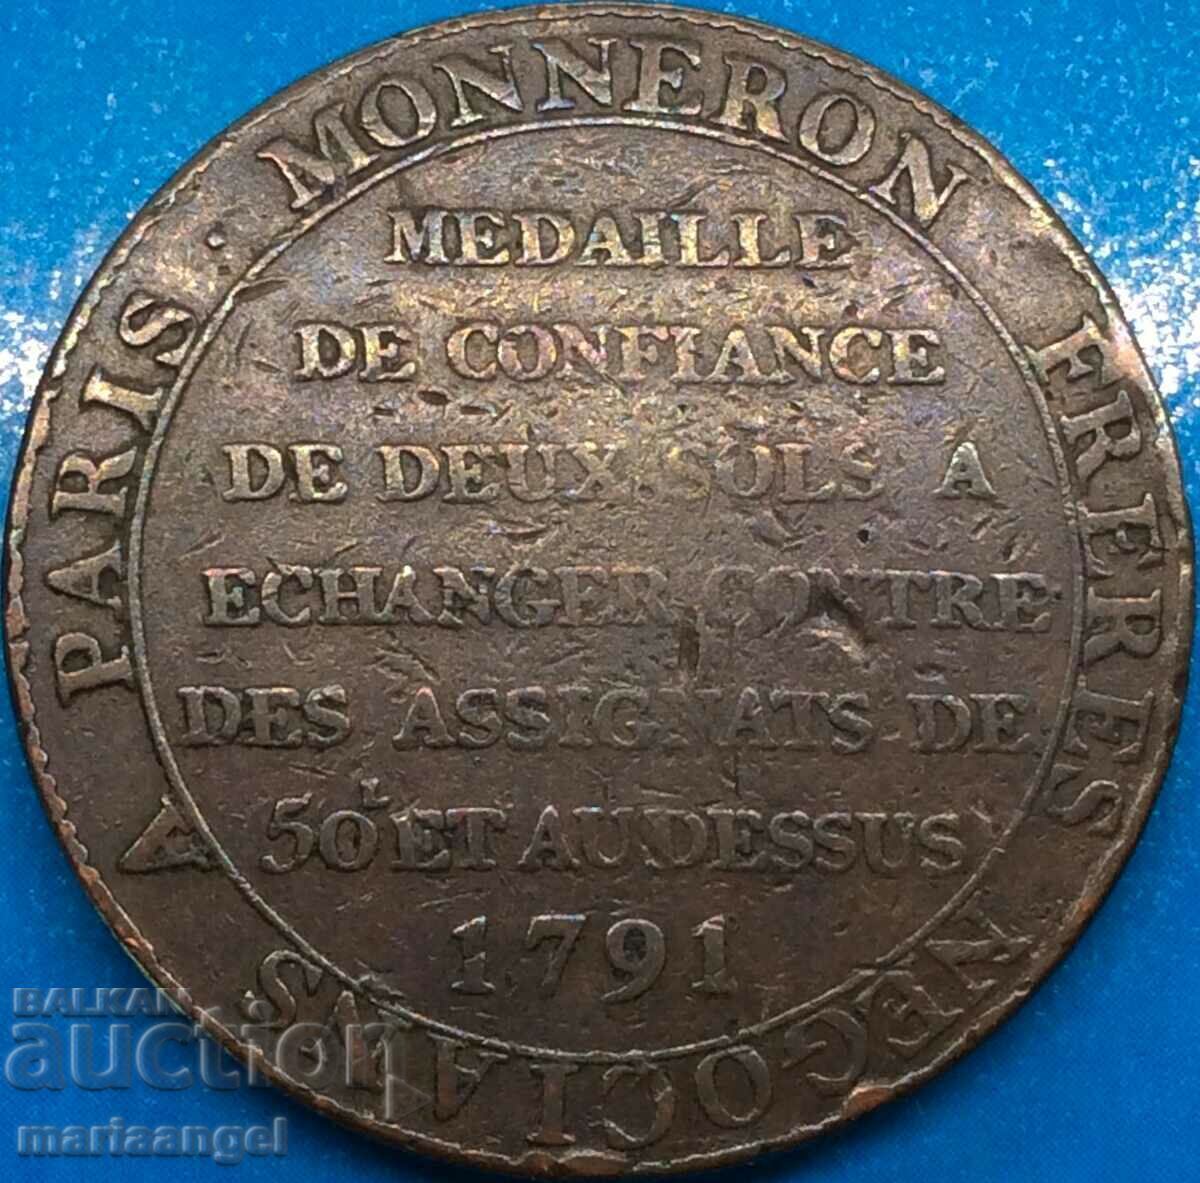 MONNERON FRERES NEGOCIANS A PARIS ·
MEDAILLE
DE CONFIANCE
DE DEUX SOLS A
ECHANGER CONTRE
DES ASSIGNATS DE
50L ET AUDESSUS
1791
BALKAN
auction
mariaangel